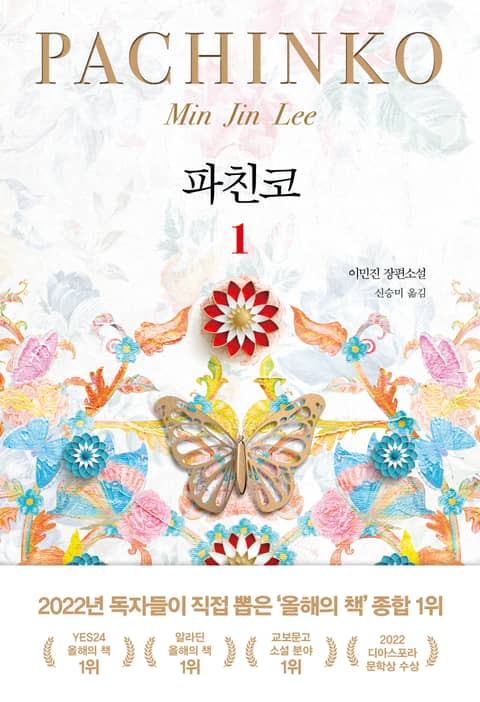 PACHINKO
Min Jin Lee
파친코
1
이민진 장편소설
신승미 옮김
2022년 독자들이 직접 뽑은 ‘올해의 책’ 종합 1위
YES24
올해의 책
1위
알라딘
올해의 책
1위
교보문고
소설 분야
1위
2022
디아스포라
문학상 수상